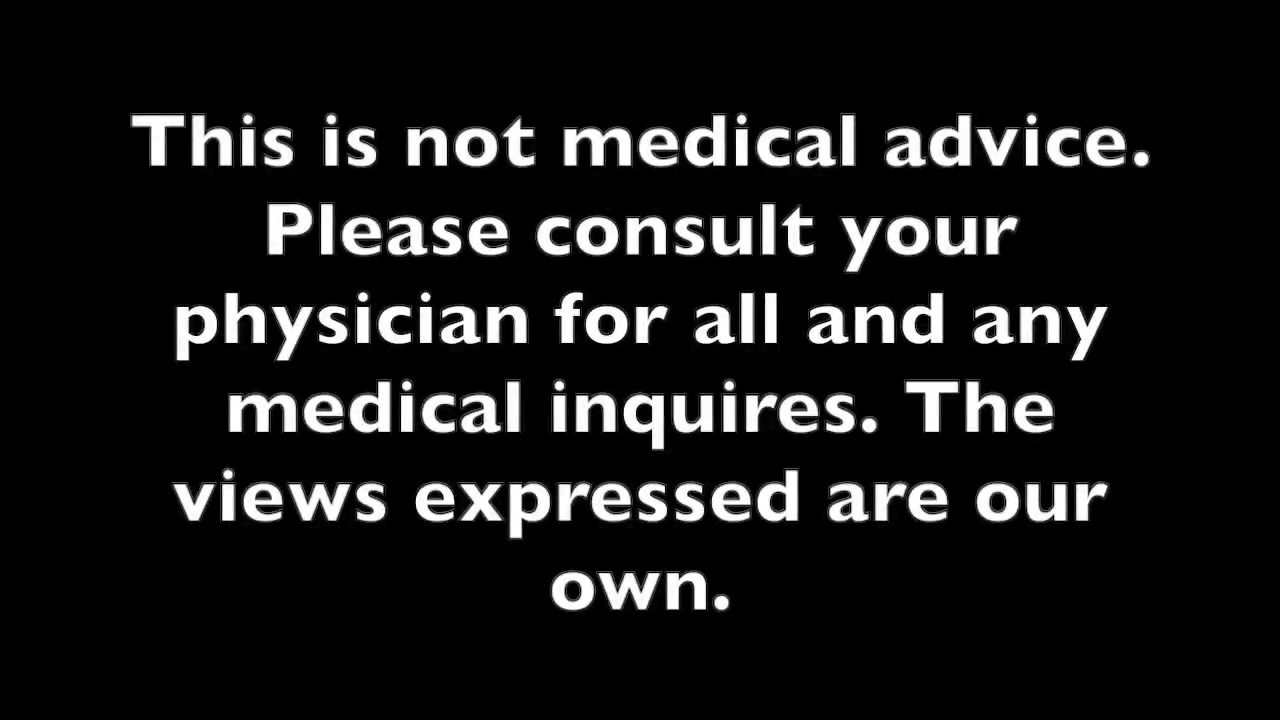 This is not medical advice.
Please consult your
physician for all and any
medical inquires. The
views expressed are our
own.